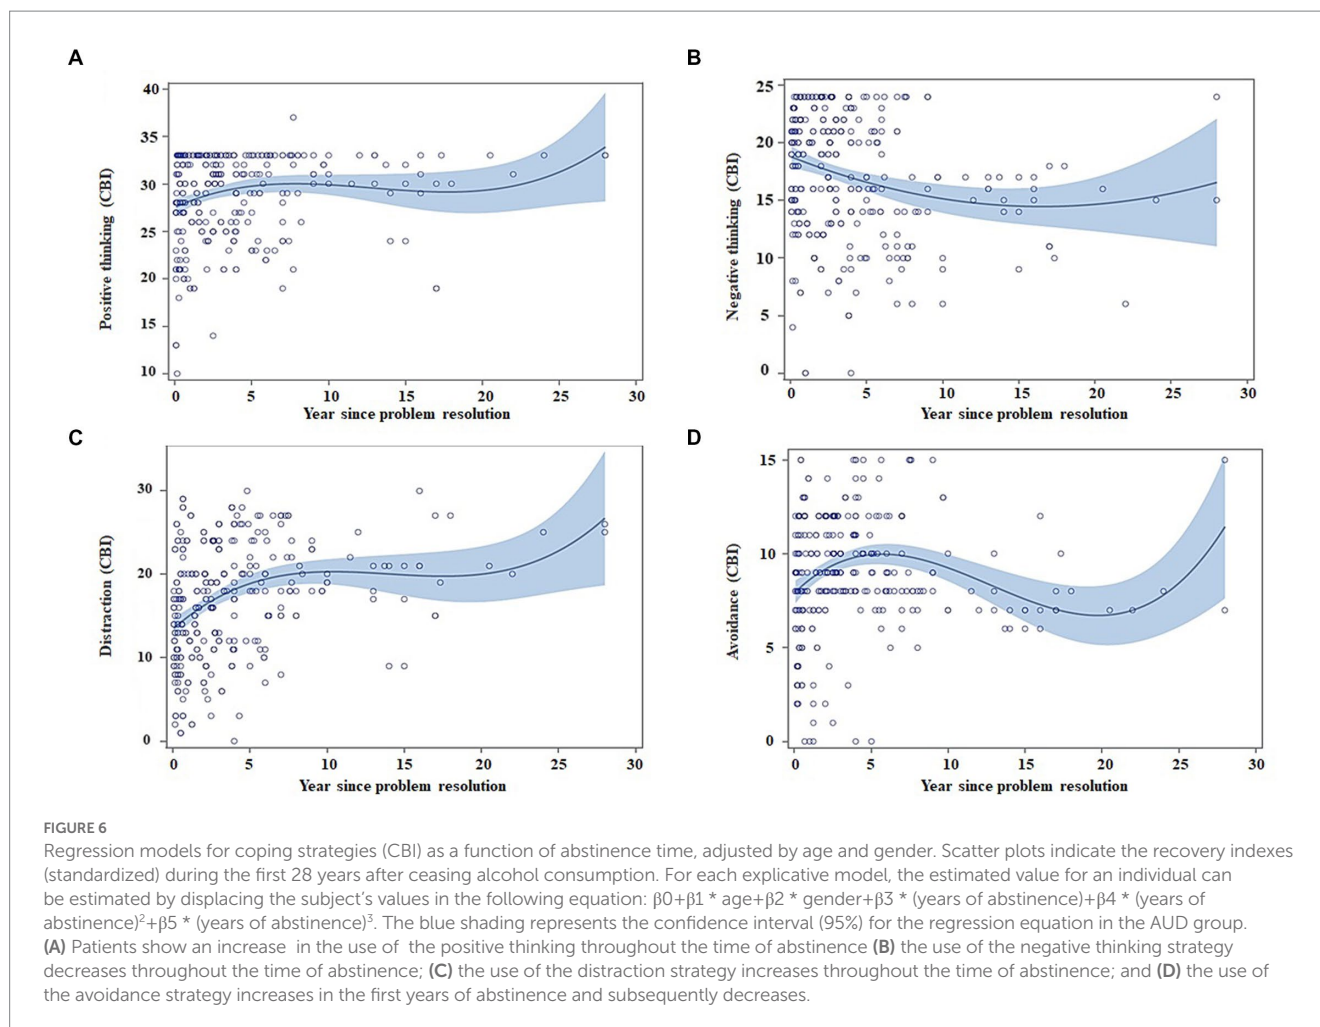 A
Positive thinking (CBI)
40
35
30
25
20
15
10
0 5 10 15 20 25 30
Year since problem resolution
B
Negative thinking (CBI)
25
20
15
10
5
0
0 5 10 15 20 25 30
Year since problem resolution
C
Distraction (CBI)
30
20
10
0
0 5 10 15 20 25 30
Year since problem resolution
D
Avoidance (CBI)
15
10
5
0
0 5 10 15 20 25 30
Year since problem resolution
FIGURE 6
Regression models for coping strategies (CBI) as a function of abstinence time, adjusted by age and gender. Scatter plots indicate the recovery indexes
(standardized) during the first 28 years after ceasing alcohol consumption. For each explicative model, the estimated value for an individual can
be estimated by displacing the subject's values in the following equation: β0+β1 * age+β2 * gender+β3 * (years of abstinence)+β4 * (years of
abstinence)²+β5 * (years of abstinence)³. The blue shading represents the confidence interval (95%) for the regression equation in the AUD group.
(A) Patients show an increase in the use of the positive thinking throughout the time of abstinence (B) the use of the negative thinking strategy
decreases throughout the time of abstinence; (C) the use of the distraction strategy increases throughout the time of abstinence; and (D) the use of
the avoidance strategy increases in the first years of abstinence and subsequently decreases.